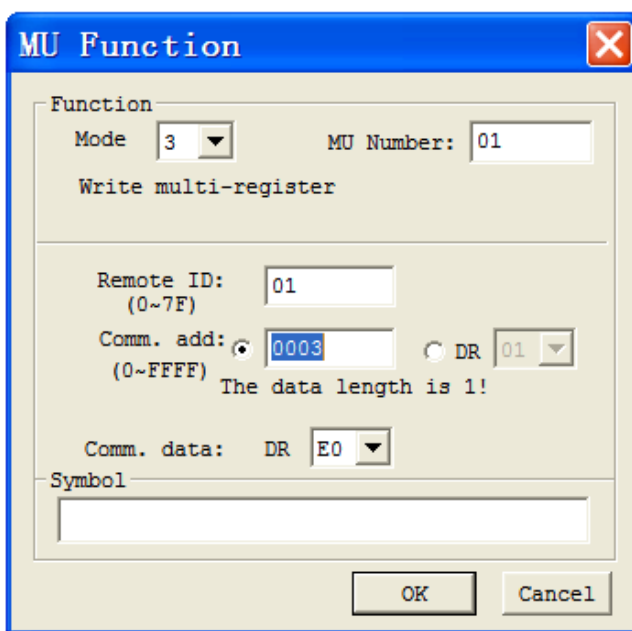 MU Function
Function
Mode 3 MU Number: 01
Write multi-register
Remote ID: 01
(0~7F)
Comm. add: 0003 DR 01
(0~FFFF)
The data length is 1!
Comm. data: DR E0
Symbol
OK Cancel